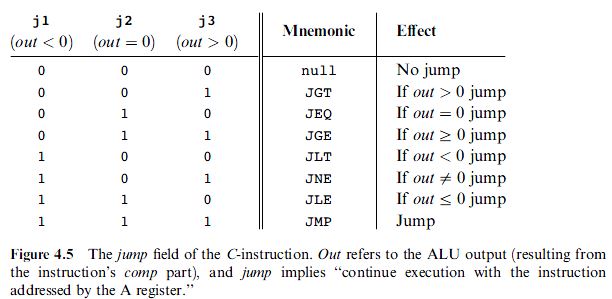 j1 j2 j3 Mnemonic Effect
(out < 0) (out = 0) (out > 0)
0 0 0 null No jump
0 0 1 JGT If out > 0 jump
0 1 0 JEQ If out = 0 jump
0 1 1 JGE If out ≥ 0 jump
1 0 0 JLT If out < 0 jump
1 0 1 JNE If out ≠ 0 jump
1 1 0 JLE If out ≤ 0 jump
1 1 1 JMP Jump
Figure 4.5 The jump field of the C-instruction. Out refers to the ALU output (resulting from
the instruction's comp part), and jump implies “continue execution with the instruction
addressed by the A register.”